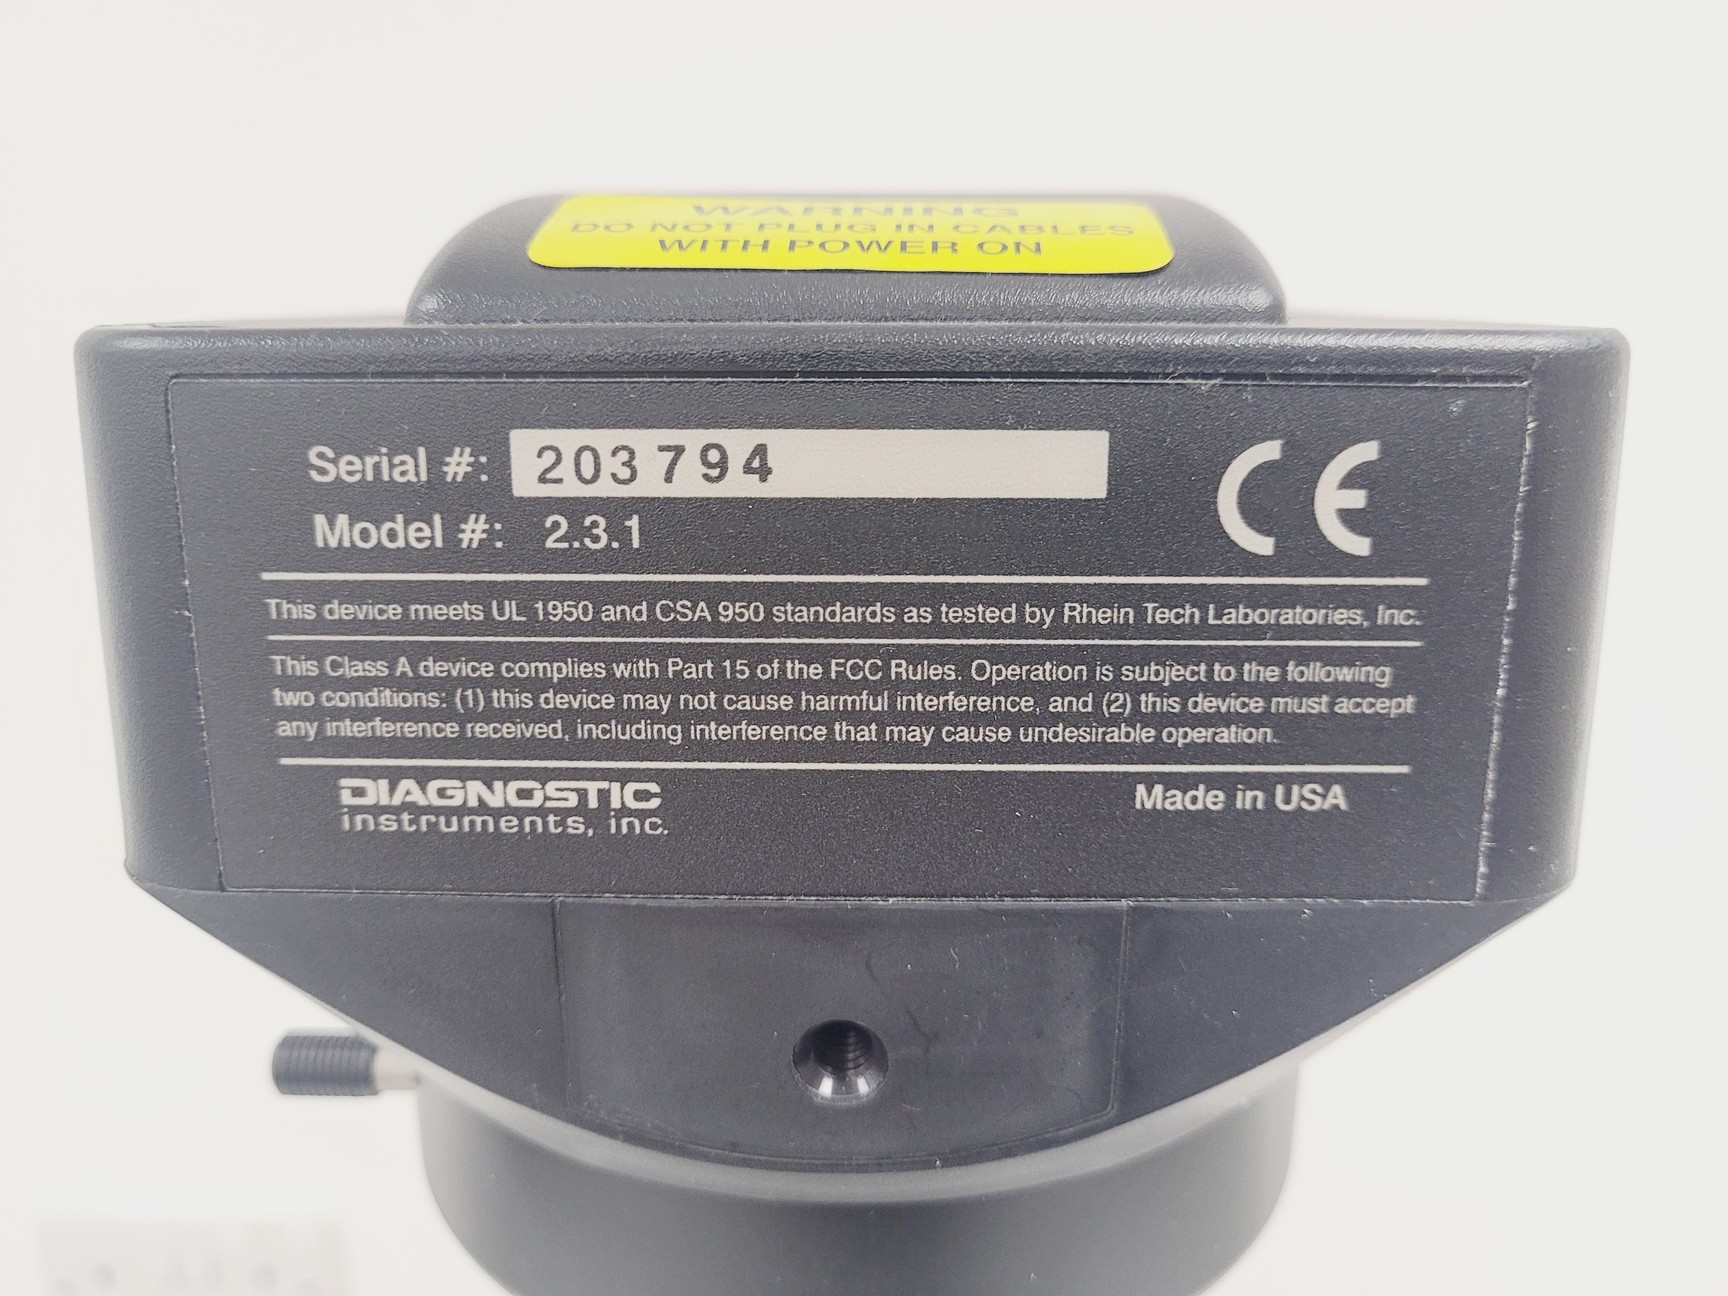 WARNING
DO NOT PLUG IN CABLES
WITH POWER ON
Serial #: 203794
Model #: 2.3.1
CE
This device meets UL 1950 and CSA 950 standards as tested by Rhein Tech Laboratories, Inc.
This Class A device complies with Part 15 of the FCC Rules. Operation is subject to the following
two conditions: (1) this device may not cause harmful interference, and (2) this device must accept
any interference received, including interference that may cause undesirable operation.
DIAGNOSTIC
instruments, inc.
Made in USA